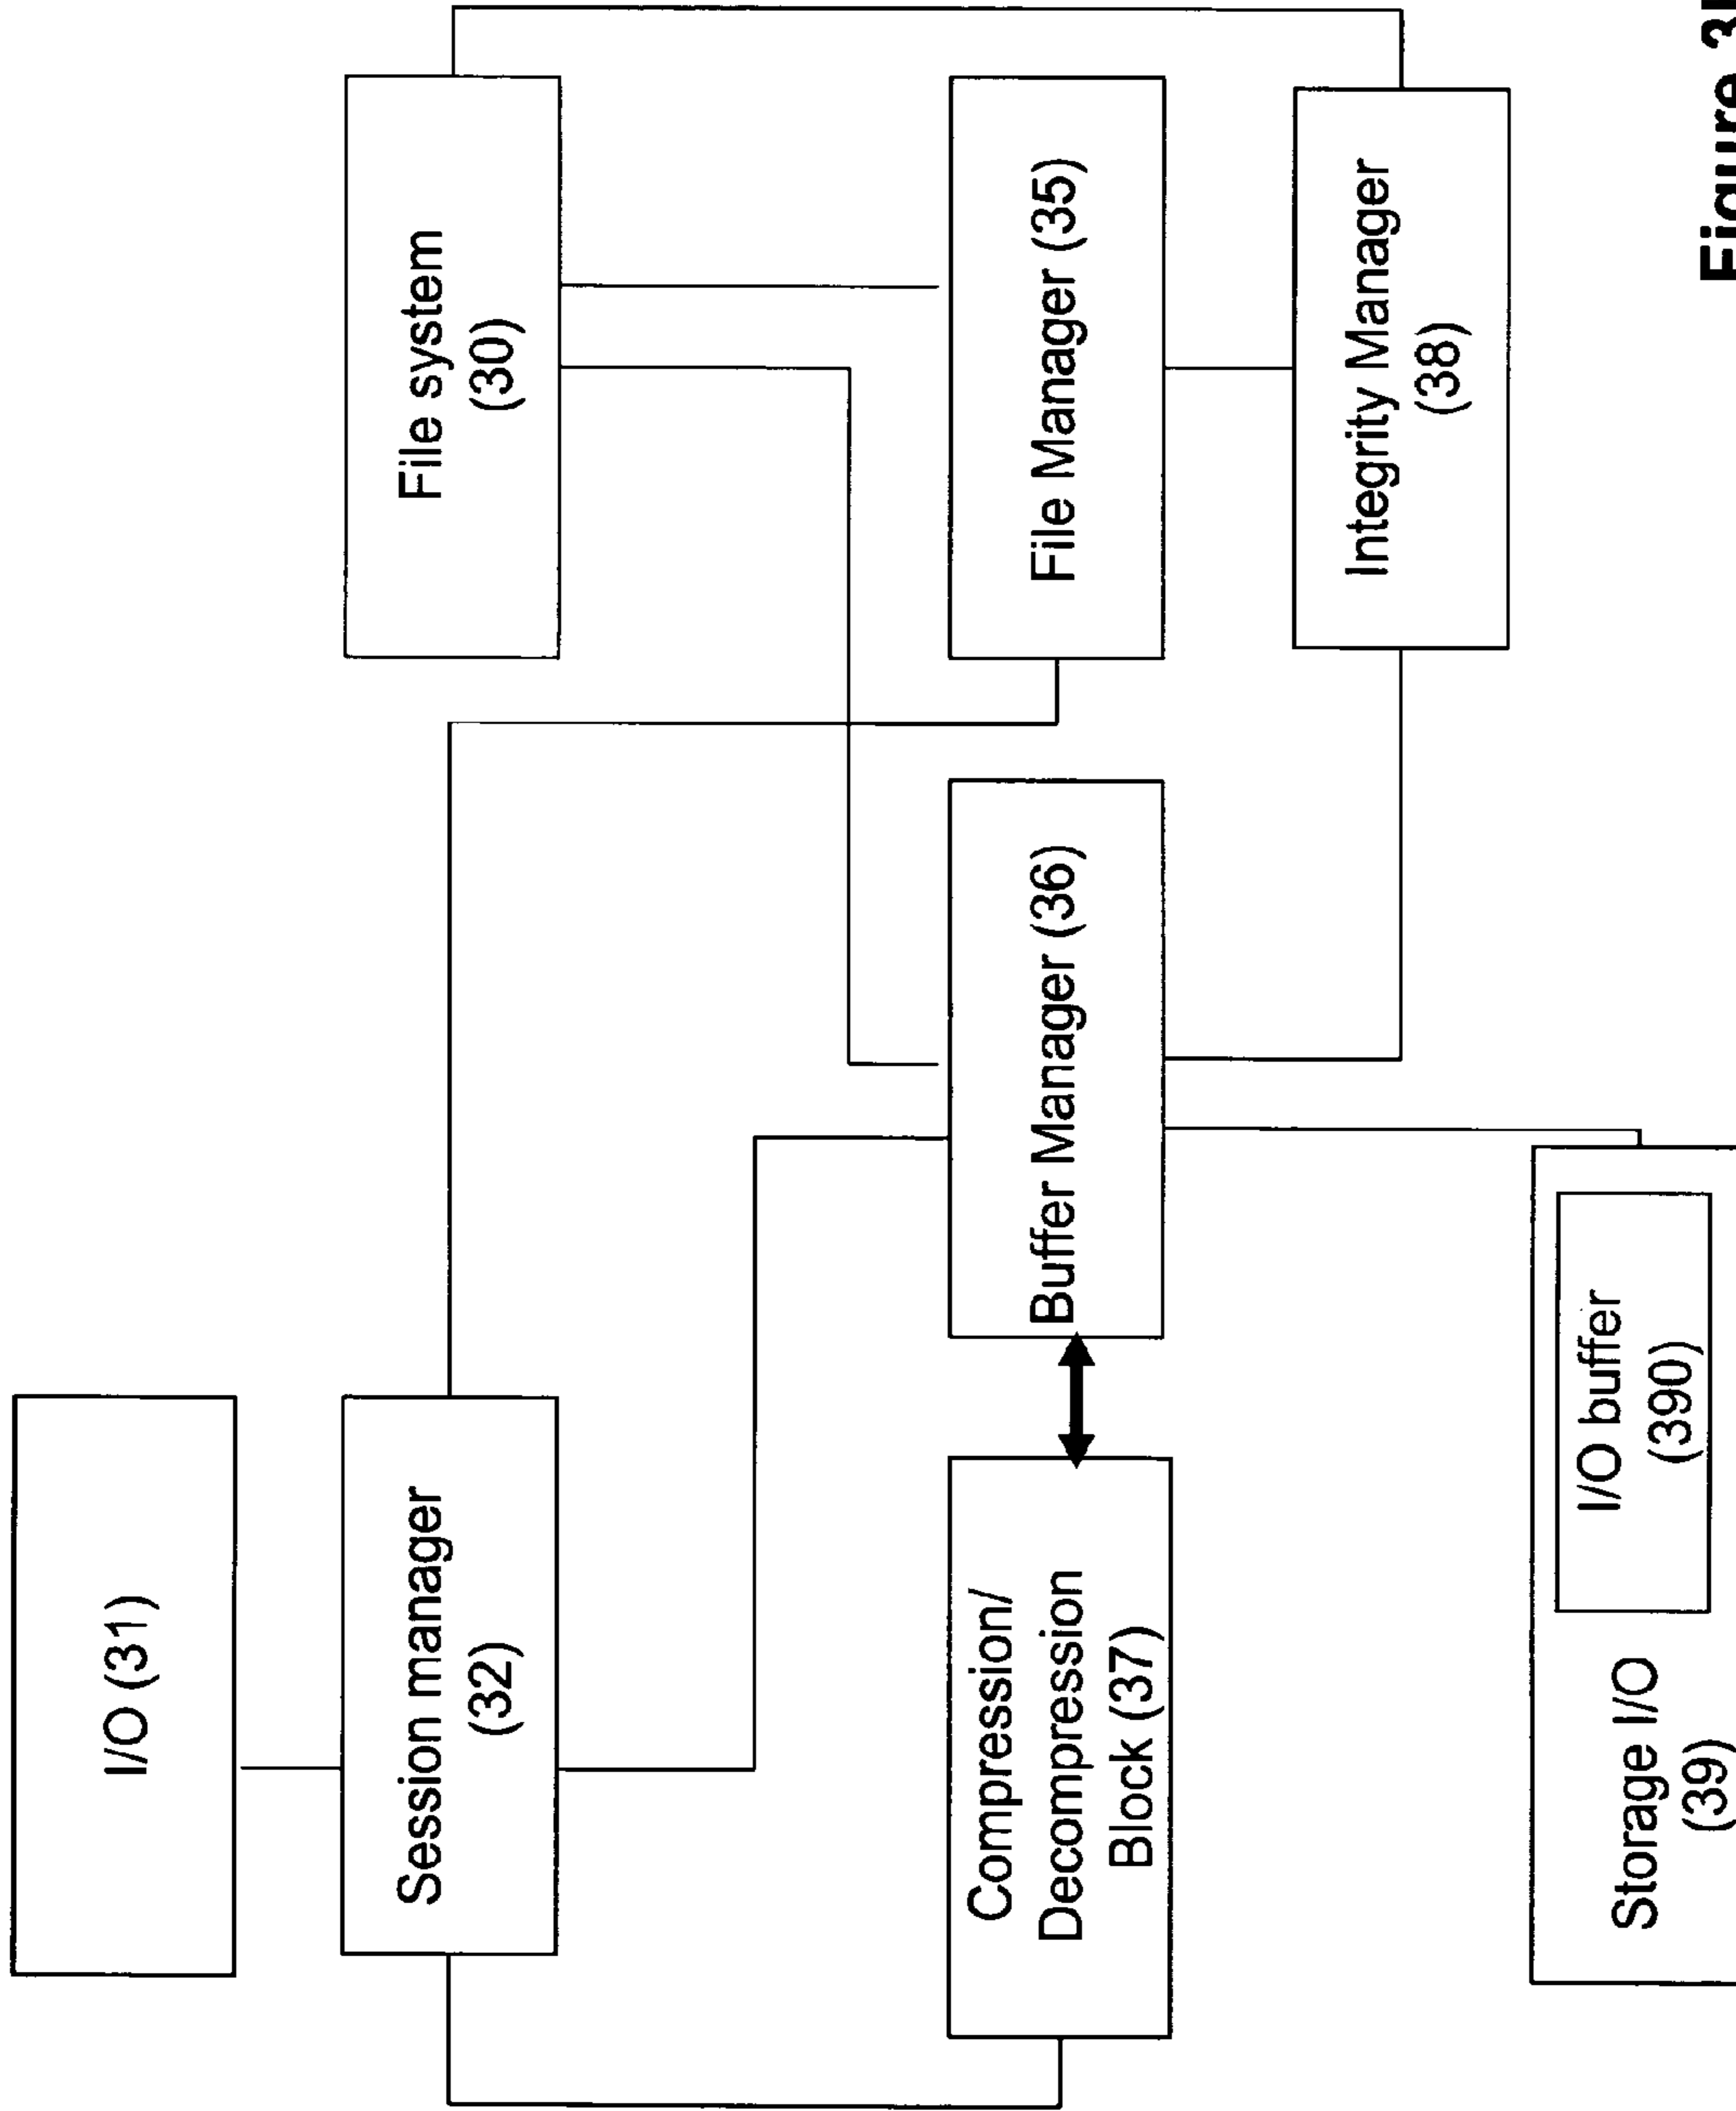 I/O (31)
Session manager
(32)
File system
(30)
Compression/
Decompression
Block (37)
Buffer Manager (36)
File Manager (35)
Integrity Manager
(38)
Storage I/O
(39)
I/O buffer
(390)
Figure